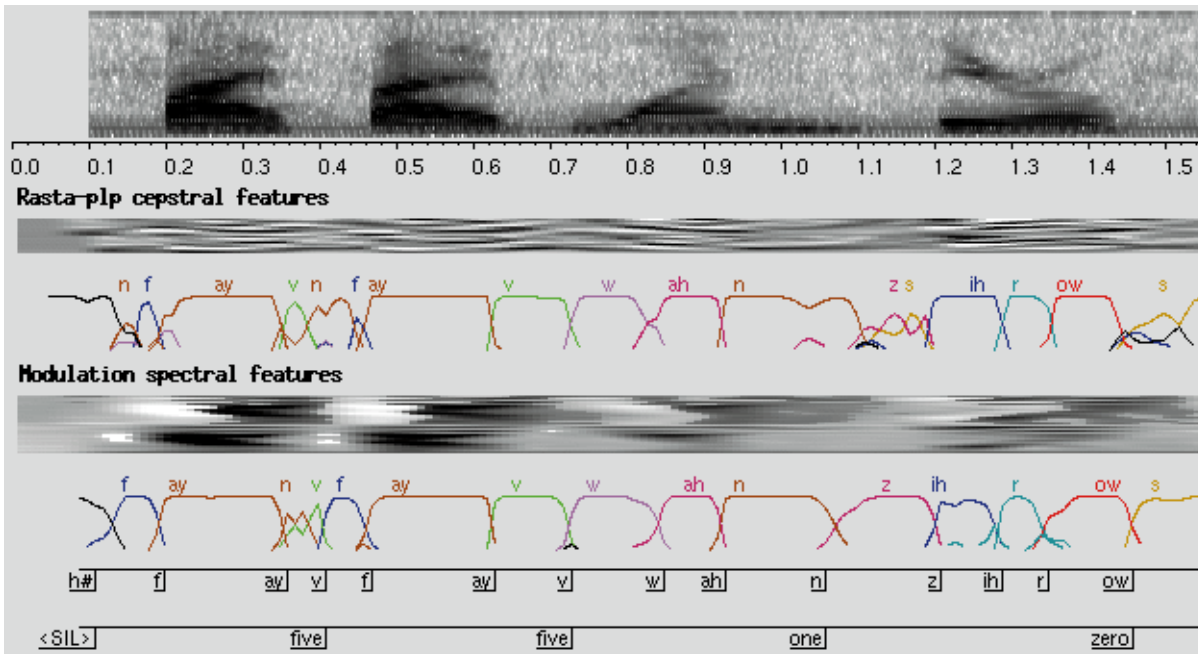 0.0 0.1 0.2 0.3 0.4 0.5 0.6 0.7 0.8 0.9 1.0 1.1 1.2 1.3 1.4 1.5
Rasta-plp cepstral features
n f ay v n f ay v w ah n z s ih r ow s
Modulation spectral features
f ay n v f ay v w ah n z ih r ow s
h# f ay v f ay v w ah n z ih r ow
<SIL> five five one zero